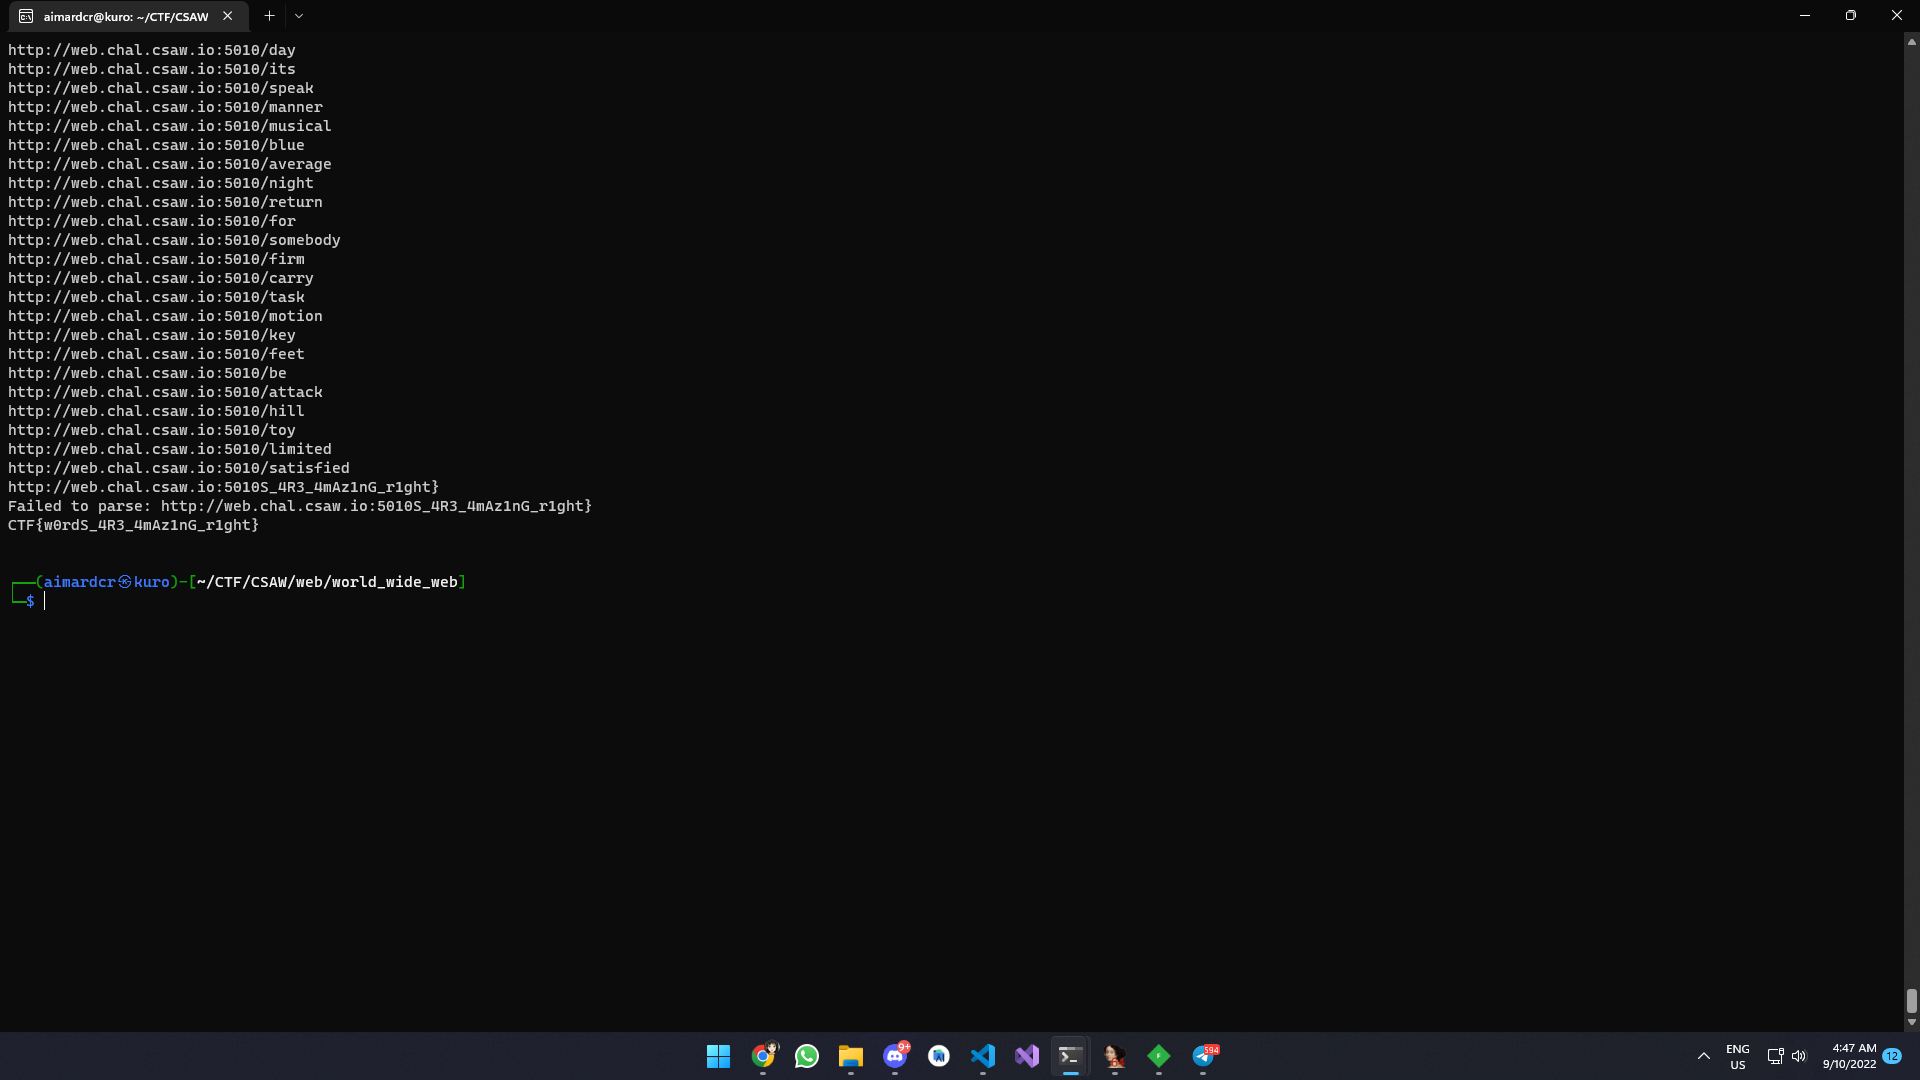 aimardcr@kuro: ~/CTF/CSAW
http://web.chal.csaw.io:5010/day
http://web.chal.csaw.io:5010/its
http://web.chal.csaw.io:5010/speak
http://web.chal.csaw.io:5010/manner
http://web.chal.csaw.io:5010/musical
http://web.chal.csaw.io:5010/blue
http://web.chal.csaw.io:5010/average
http://web.chal.csaw.io:5010/night
http://web.chal.csaw.io:5010/return
http://web.chal.csaw.io:5010/for
http://web.chal.csaw.io:5010/somebody
http://web.chal.csaw.io:5010/firm
http://web.chal.csaw.io:5010/carry
http://web.chal.csaw.io:5010/task
http://web.chal.csaw.io:5010/motion
http://web.chal.csaw.io:5010/key
http://web.chal.csaw.io:5010/feet
http://web.chal.csaw.io:5010/be
http://web.chal.csaw.io:5010/attack
http://web.chal.csaw.io:5010/hill
http://web.chal.csaw.io:5010/toy
http://web.chal.csaw.io:5010/limited
http://web.chal.csaw.io:5010/satisfied
http://web.chal.csaw.io:5010S_4R3_4mAz1nG_r1ght}
Failed to parse: http://web.chal.csaw.io:5010S_4R3_4mAz1nG_r1ght}
CTF{w0rdS_4R3_4mAz1nG_r1ght}
┌──(aimardcr㉿kuro)-[~/CTF/CSAW/web/world_wide_web]
└─$
9+
594
ENG
US
4:47 AM
9/10/2022
12